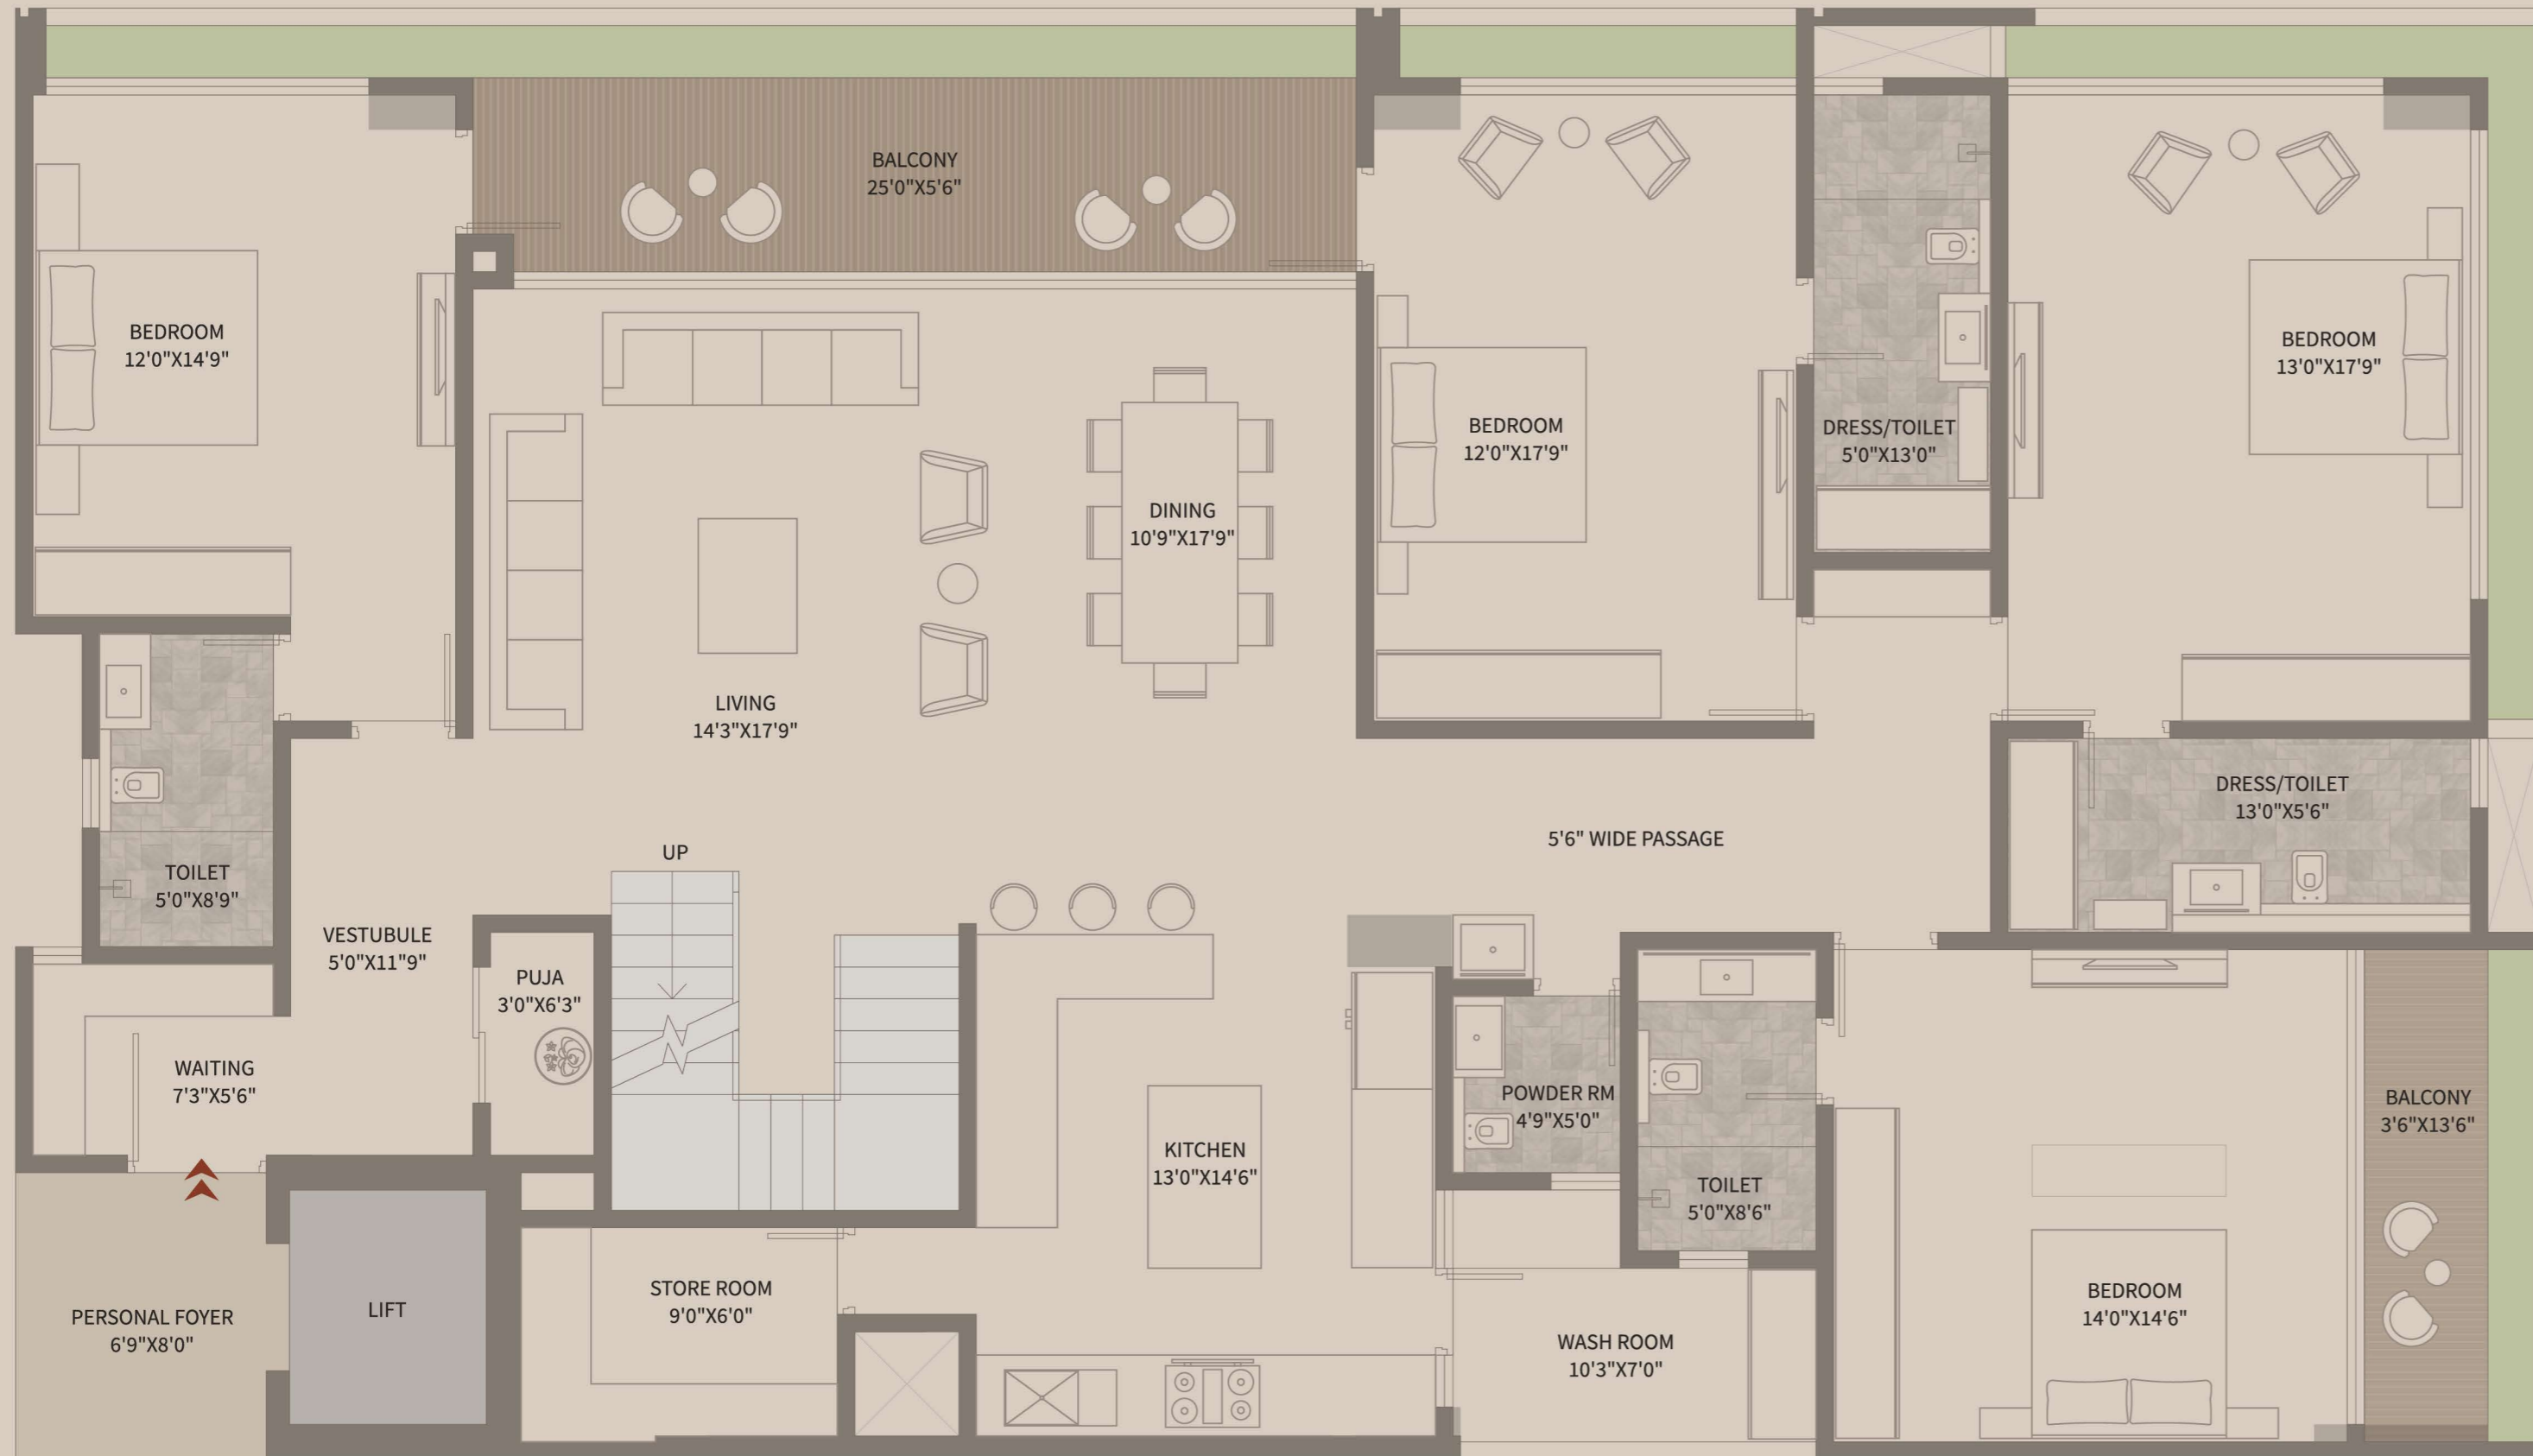 BALCONY
25'0"X5'6"
BEDROOM
12'0"X14'9"
BEDROOM
12'0"X17'9"
DRESS/TOILET
5'0"X13'0"
BEDROOM
13'0"X17'9"
DINING
10'9"X17'9"
LIVING
14'3"X17'9"
DRESS/TOILET
13'0"X5'6"
5'6" WIDE PASSAGE
UP
TOILET
5'0"X8'9"
VESTUBULE
5'0"X11"9"
PUJA
3'0"X6'3"
WAITING
7'3"X5'6"
POWDER RM
4'9"X5'0"
BALCONY
3'6"X13'6"
KITCHEN
13'0"X14'6"
TOILET
5'0"X8'6"
STORE ROOM
9'0"X6'0"
BEDROOM
14'0"X14'6"
LIFT
PERSONAL FOYER
6'9"X8'0"
WASH ROOM
10'3"X7'0"